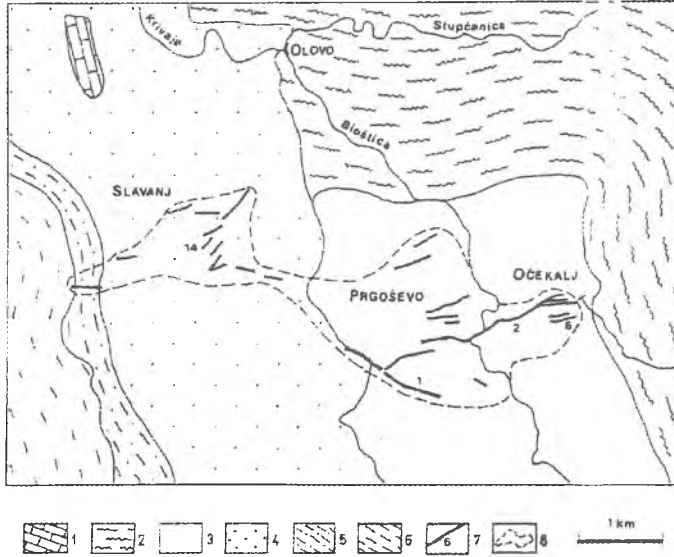 Krivaja
Stupčanica
OLOVO
Bioštica
SLAVANJ
14
OČEKALJ
PRGOŠEVO
2
6
1
1 2 3 4 5 6 6 7 8 1 km